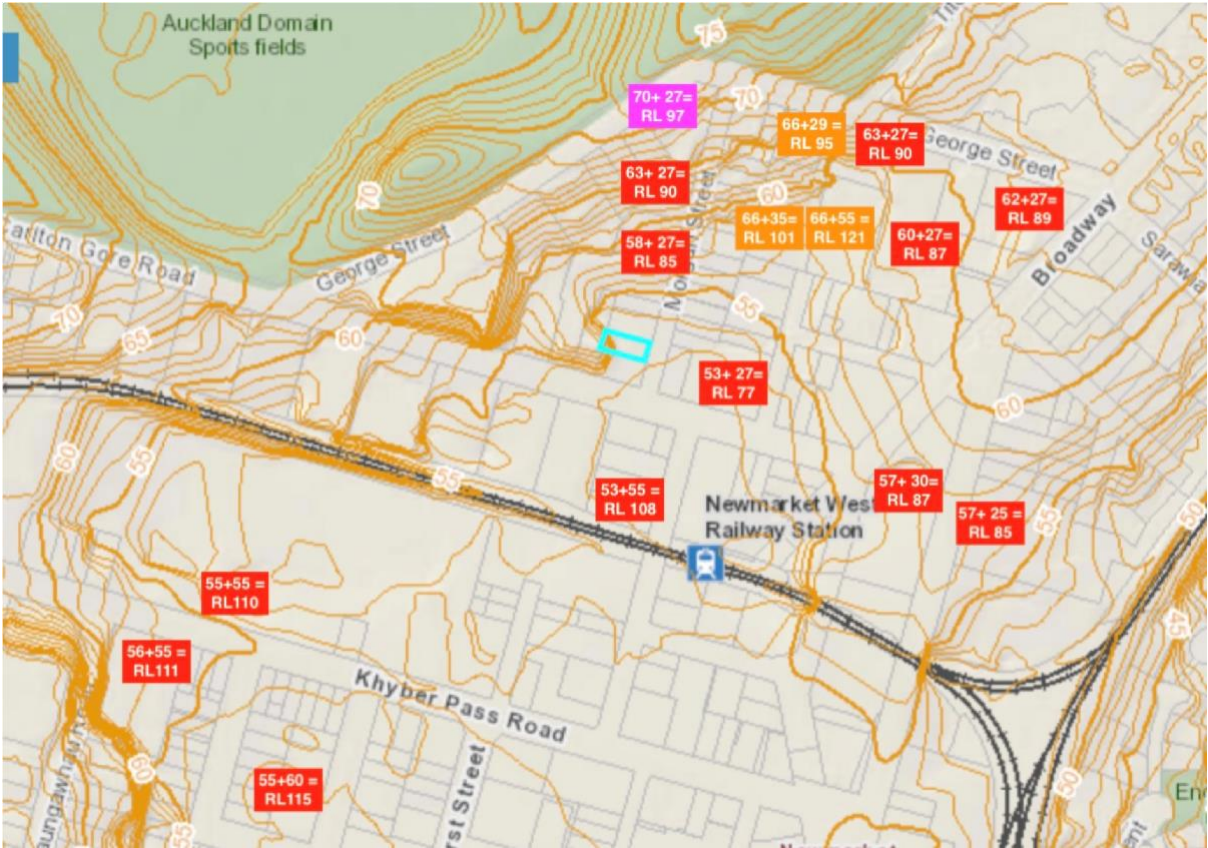 Auckland Domain
Sports fields
75
70+ 27=
RL 97
70
66+29 =
RL 95
63+27=
RL 90
George Street
70
63+ 27=
RL 90
60
62+27=
RL 89
66+35=
RL 101
66+55 =
RL 121
60+27=
RL 87
Broadway
58+ 27=
RL 85
Carlton Gore Road
George Street
55
70
65
60
53+ 27=
RL 77
60
55
60
55
57+ 30=
RL 87
53+55 =
RL 108
Newmarket West
Railway Station
57+ 25 =
RL 85
55
50
55+55 =
RL110
45
56+55 =
RL111
Khyber Pass Road
60
55+60 =
RL115
50
55